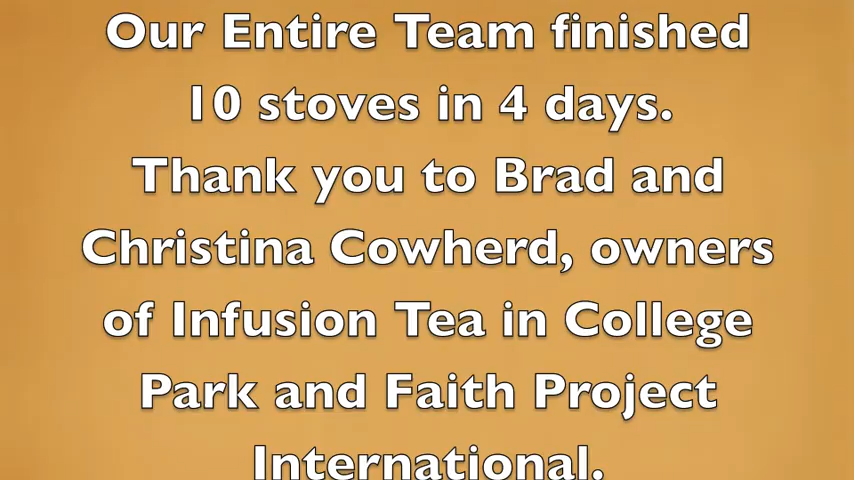 Our Entire Team finished
10 stoves in 4 days.
Thank you to Brad and
Christina Cowherd, owners
of Infusion Tea in College
Park and Faith Project
International.